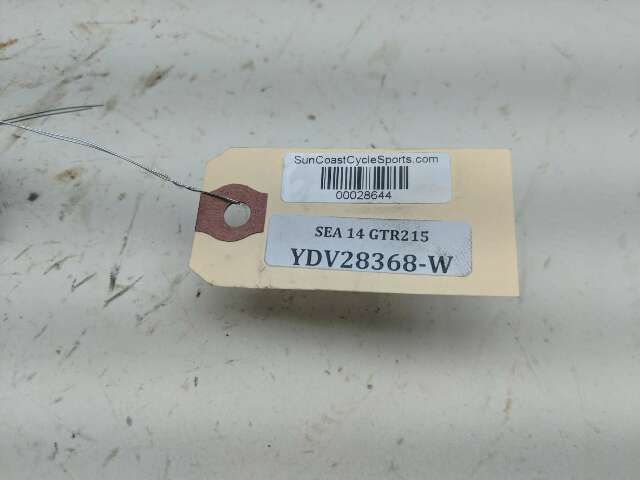 SunCoastCycleSports.com
00028644
SEA 14 GTR215
YDV28368-W